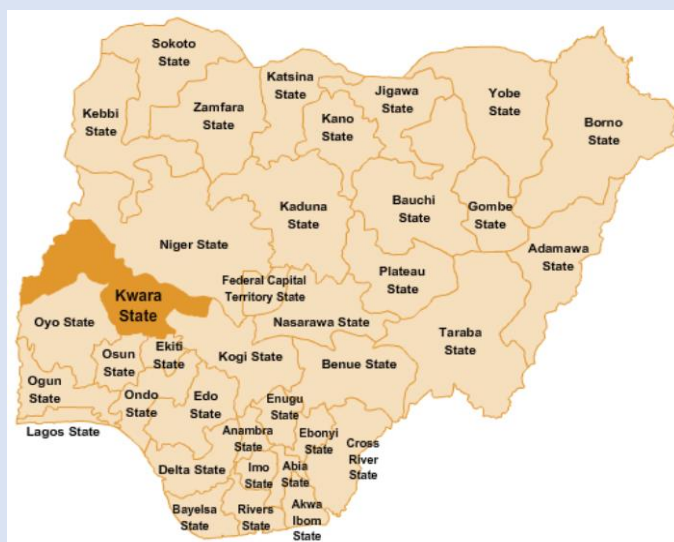 Sokoto
State
Kebbi
State
Zamfara
State
Katsina
State
Kano
State
Jigawa
State
Yobe
State
Borno
State
Niger State
Kaduna
State
Bauchi
State
Gombe
State
Adamawa
State
Kwara
State
Federal Capital
Territory State
Plateau
State
Nasarawa State
Taraba
State
Oyo State
Osun
State
Ekiti
State
Kogi State
Benue State
Ogun
State
Ondo
State
Edo
State
Enugu
State
Lagos State
Anambra
State
Ebonyi
State
Cross
River
State
Delta State
Imo
State
Abia
State
Bayelsa
State
Rivers
State
Akwa
Ibom
State